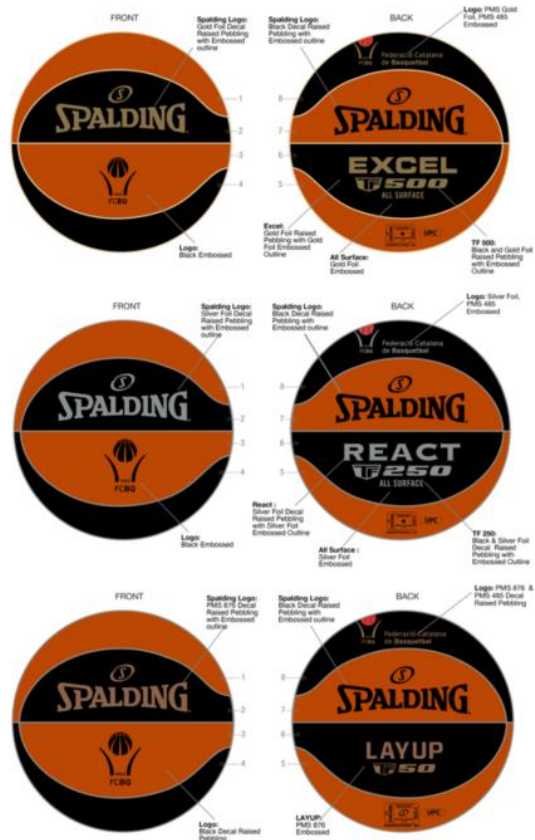 FRONT
Spalding Logo:
Gold Foil Decal
Raised Pebbling
with Embossed
outline
SPALDING
FCBQ
1
2
3
4
Logo:
Black Embossed
BACK
Spalding Logo:
Black Decal Raised
Pebbling with
Embossed outline
Logo: PMS Gold
Foil, PMS 485
Embossed
Federació Catalana
de Basquetbol
SPALDING
EXCEL
TF 500
ALL SURFACE
UPC
8
7
6
5
Excel:
Gold Foil Raised
Pebbling with Gold
Foil Embossed
Outline
All Surface:
Gold Foil
Embossed
TF 500:
Black and Gold Foil
Raised Pebbling
with Embossed
Outline
FRONT
Spalding Logo:
Silver Foil Decal
Raised Pebbling
with Embossed
outline
SPALDING
FCBQ
1
2
3
4
Logo:
Black Embossed
BACK
Spalding Logo:
Black Decal Raised
Pebbling with
Embossed outline
Logo: Silver Foil,
PMS 485
Embossed
Federació Catalana
de Basquetbol
SPALDING
REACT
TF 250
ALL SURFACE
UPC
8
7
6
5
React :
Silver Foil Decal
Raised Pebbling
with Silver Foil
Embossed Outline
All Surface :
Silver Foil
Embossed
TF 250:
Black & Silver Foil
Decal Raised
Pebbling with
Embossed Outline
FRONT
Spalding Logo:
PMS 876 Decal
Raised Pebbling
with Embossed
outline
SPALDING
FCBQ
1
2
3
4
Logo:
Black Decal Raised
Pebbling
BACK
Spalding Logo:
Black Decal Raised
Pebbling with
Embossed outline
Logo: PMS 876 &
PMS 485 Decal
Raised Pebbling
Federació Catalana
de Basquetbol
SPALDING
LAYUP
TF 50
UPC
8
7
6
5
LAYUP:
PMS 876
Embossed